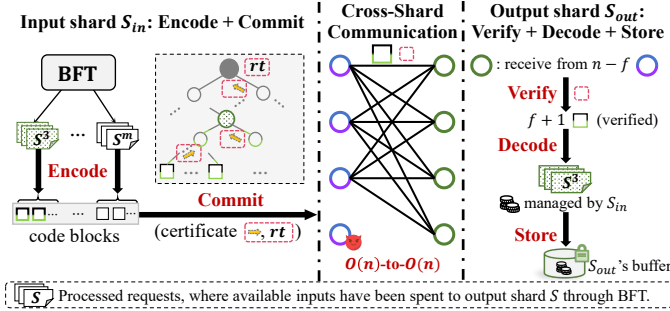 Input shard S_in: Encode + Commit
BFT
S^3 ... S^m
Encode
code blocks
rt
Commit
(certificate ⇨, rt)
Cross-Shard
Communication
O(n)-to-O(n)
Output shard S_out:
Verify + Decode + Store
: receive from n − f
Verify
f + 1 (verified)
Decode
S^3
managed by S_in
Store
S_out's buffer
S Processed requests, where available inputs have been spent to output shard S through BFT.